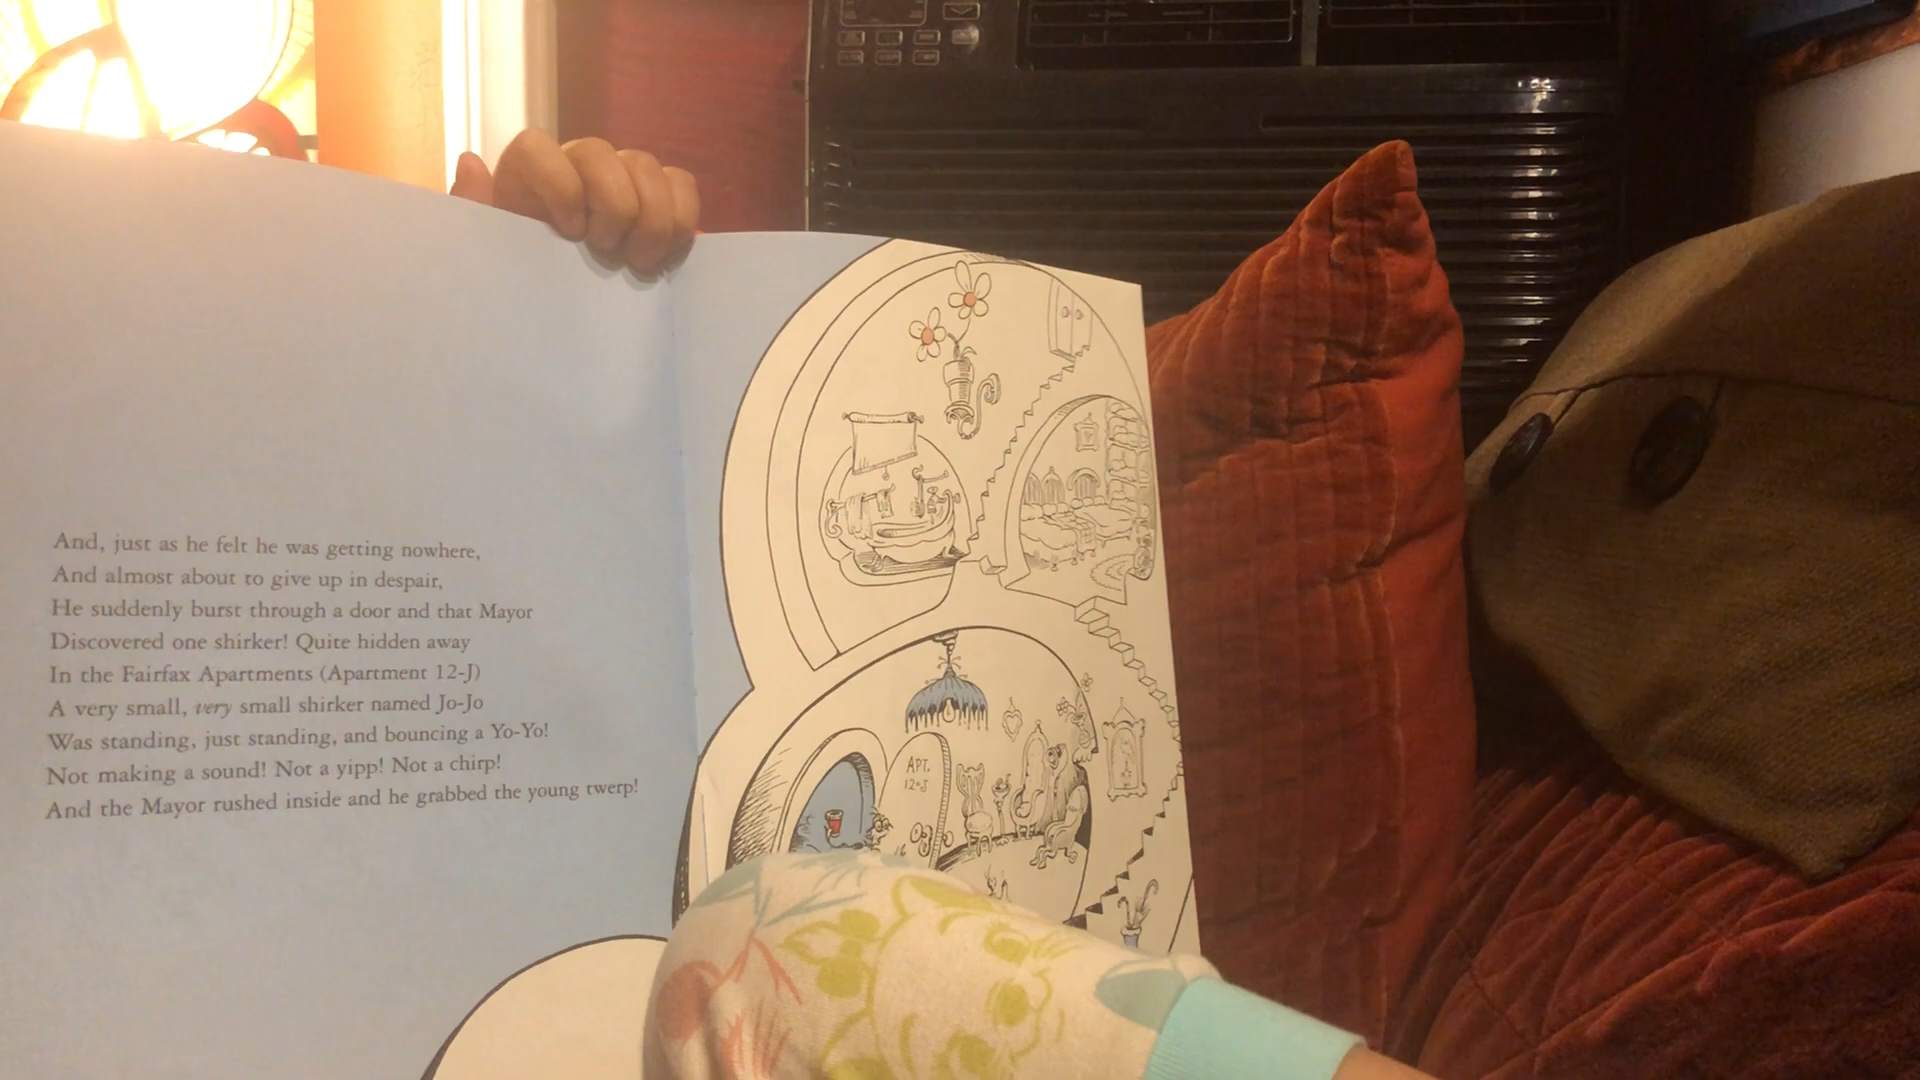 And, just as he felt he was getting nowhere,
And almost about to give up in despair,
He suddenly burst through a door and that Mayor
Discovered one shirker! Quite hidden away
In the Fairfax Apartments (Apartment 12-J)
A very small, very small shirker named Jo-Jo
Was standing, just standing, and bouncing a Yo-Yo!
Not making a sound! Not a yipp! Not a chirp!
And the Mayor rushed inside and he grabbed the young twerp!
APT.
12-J